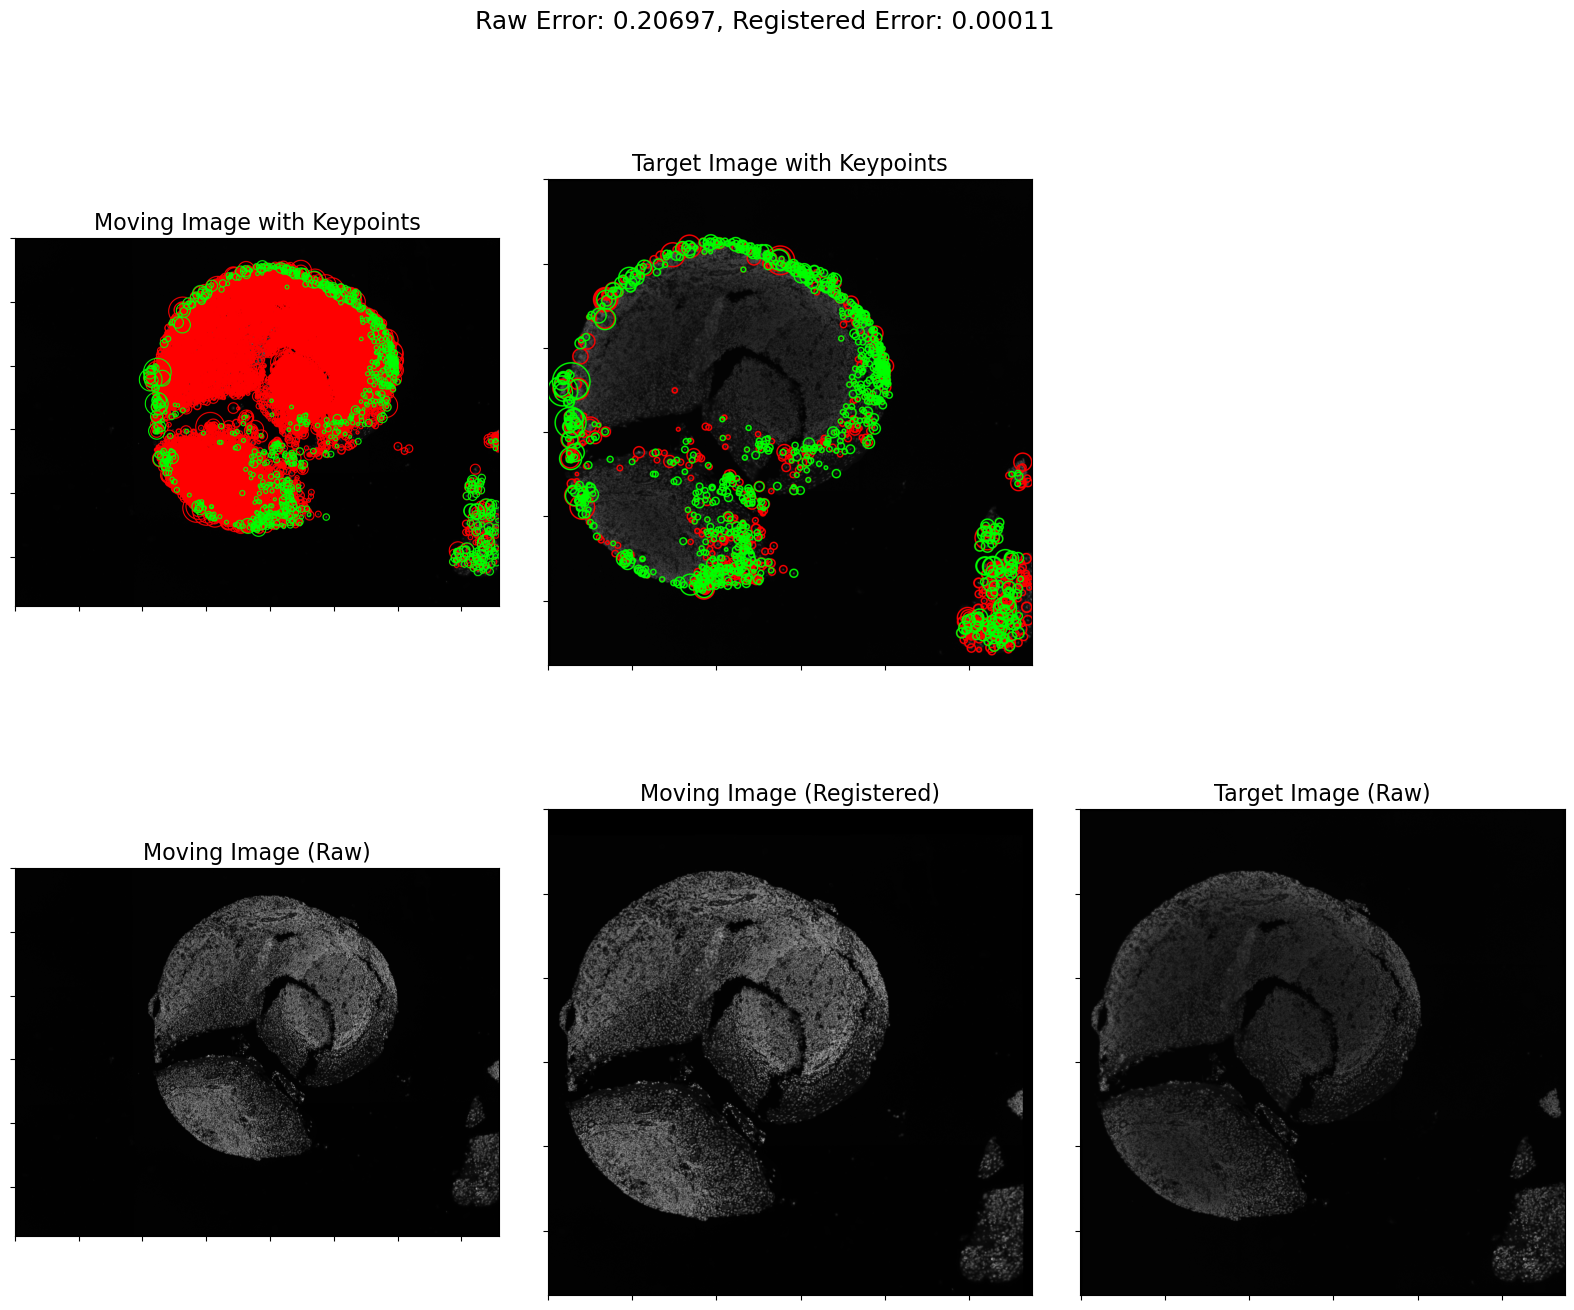 Raw Error: 0.20697, Registered Error: 0.00011
Target Image with Keypoints
Moving Image with Keypoints
Moving Image (Registered)
Target Image (Raw)
Moving Image (Raw)